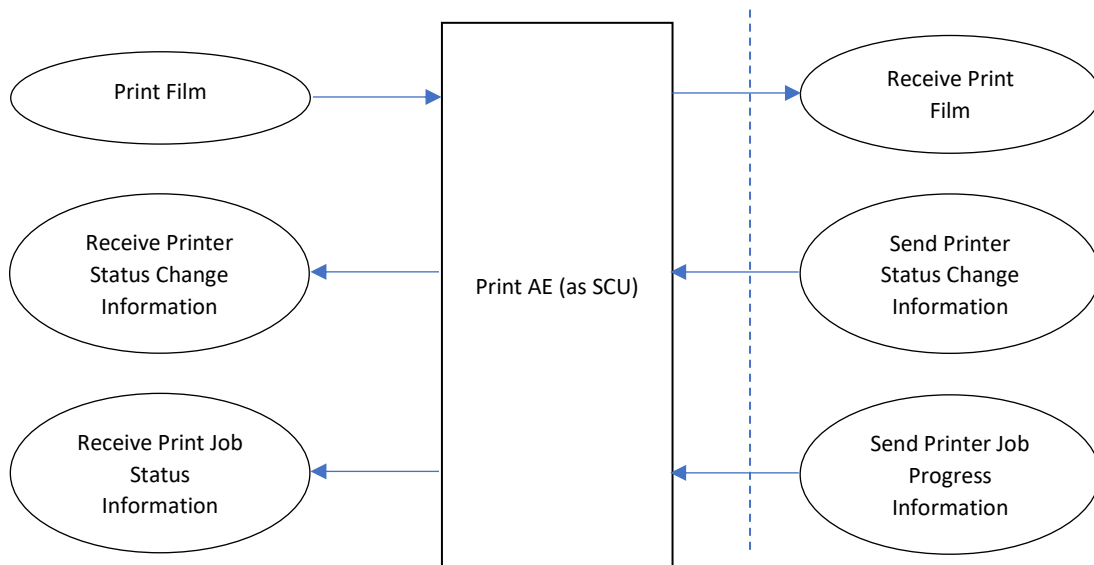 Print Film
Receive Print
Film
Receive Printer
Status Change
Information
Print AE (as SCU)
Send Printer
Status Change
Information
Receive Print Job
Status
Information
Send Printer Job
Progress
Information